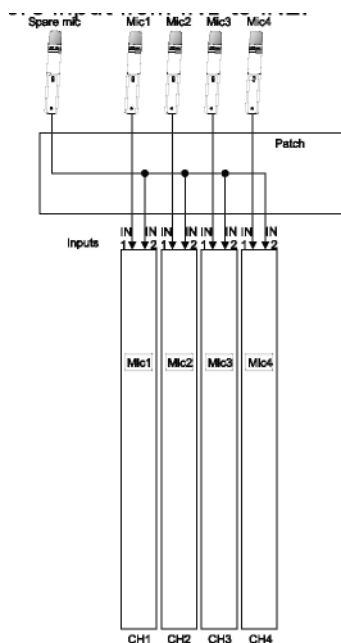 Spare mic Mic1 Mic2 Mic3 Mic4
Patch
Inputs
IN IN IN IN IN IN IN IN
1 2 1 2 1 2 1 2
Mic1 Mic2 Mic3 Mic4
CH1 CH2 CH3 CH4